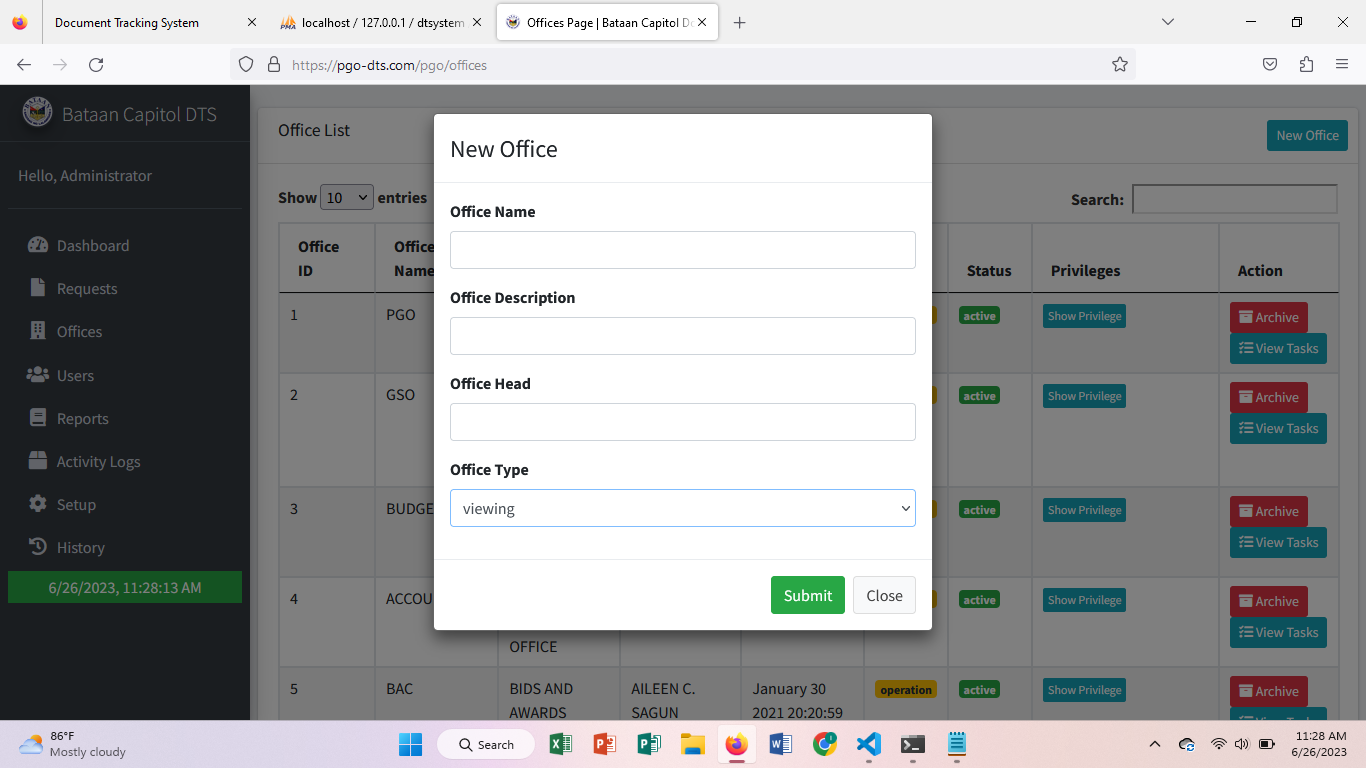 Document Tracking System
localhost / 127.0.0.1 / dtsystem
Offices Page | Bataan Capitol Do
https://pgo-dts.com/pgo/offices
Bataan Capitol DTS
Hello, Administrator
Dashboard
Requests
Offices
Users
Reports
Activity Logs
Setup
History
6/26/2023, 11:28:13 AM
Office List
New Office
Show 10 entries
Search:
Office ID
Office Name
Status
Privileges
Action
1
PGO
active
Show Privilege
Archive
View Tasks
2
GSO
active
Show Privilege
Archive
View Tasks
3
BUDGE
active
Show Privilege
Archive
View Tasks
4
ACCOU
OFFICE
active
Show Privilege
Archive
View Tasks
5
BAC
BIDS AND
AWARDS
AILEEN C.
SAGUN
January 30
2021 20:20:59
operation
active
Show Privilege
Archive
View Tasks
New Office
Office Name
Office Description
Office Head
Office Type
viewing
Submit
Close
86°F
Mostly cloudy
Search
11:28 AM
6/26/2023